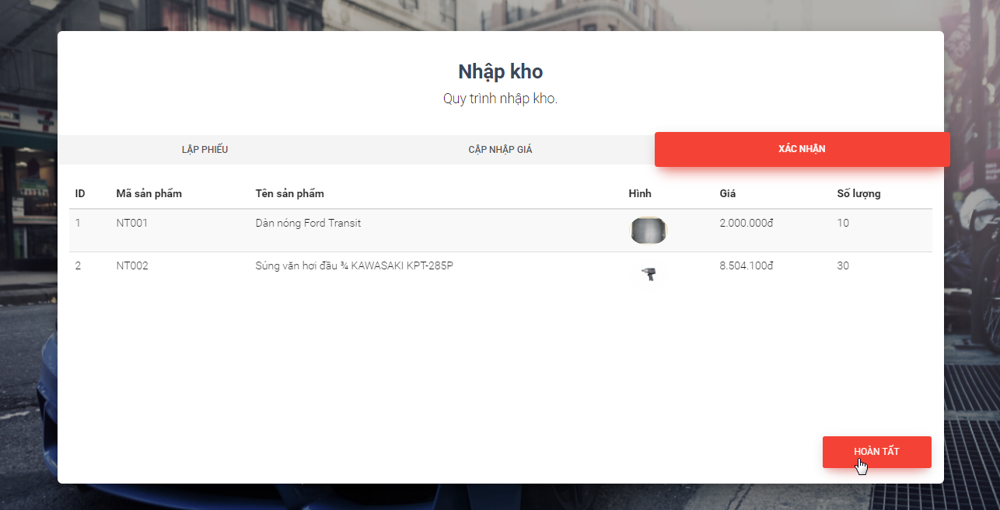 Nhập kho
Quy trình nhập kho.
LẬP PHIẾU CẬP NHẬP GIÁ XÁC NHẬN
ID Mã sản phẩm Tên sản phẩm Hình Giá Số lượng
1 NT001 Dàn nóng Ford Transit 2.000.000đ 10
2 NT002 Súng văn hơi đầu ¾ KAWASAKI KPT-285P 8.504.100đ 30
HOÀN TẤT